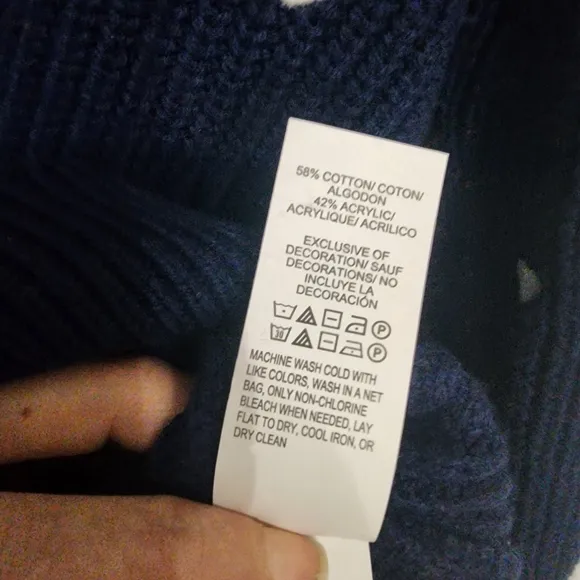 58% COTTON/ COTON/
ALGODON
42% ACRYLIC/
ACRYLIQUE/ ACRILICO
EXCLUSIVE OF
DECORATION/ SAUF
DECORATIONS/ NO
INCLUYE LA
DECORACIÓN
P
30 P
MACHINE WASH COLD WITH
LIKE COLORS, WASH IN A NET
BAG, ONLY NON-CHLORINE
BLEACH WHEN NEEDED, LAY
FLAT TO DRY, COOL IRON, OR
DRY CLEAN